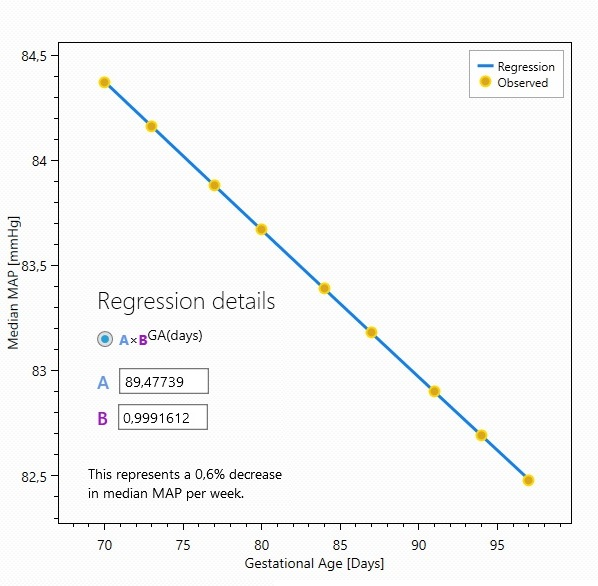 84,5
84
83,5
83
82,5
Median MAP [mmHg]
Regression
Observed
Regression details
A×B^GA(days)
A 89,47739
B 0,9991612
This represents a 0,6% decrease
in median MAP per week.
70 75 80 85 90 95
Gestational Age [Days]